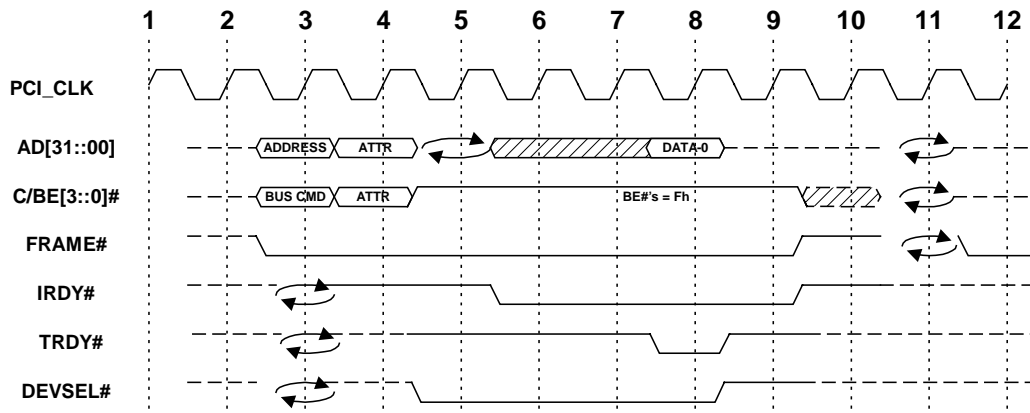 1 2 3 4 5 6 7 8 9 10 11 12
PCI_CLK
AD[31::00] ADDRESS ATTR DATA-0
C/BE[3::0]# BUS CMD ATTR BE#'s = Fh
FRAME#
IRDY#
TRDY#
DEVSEL#